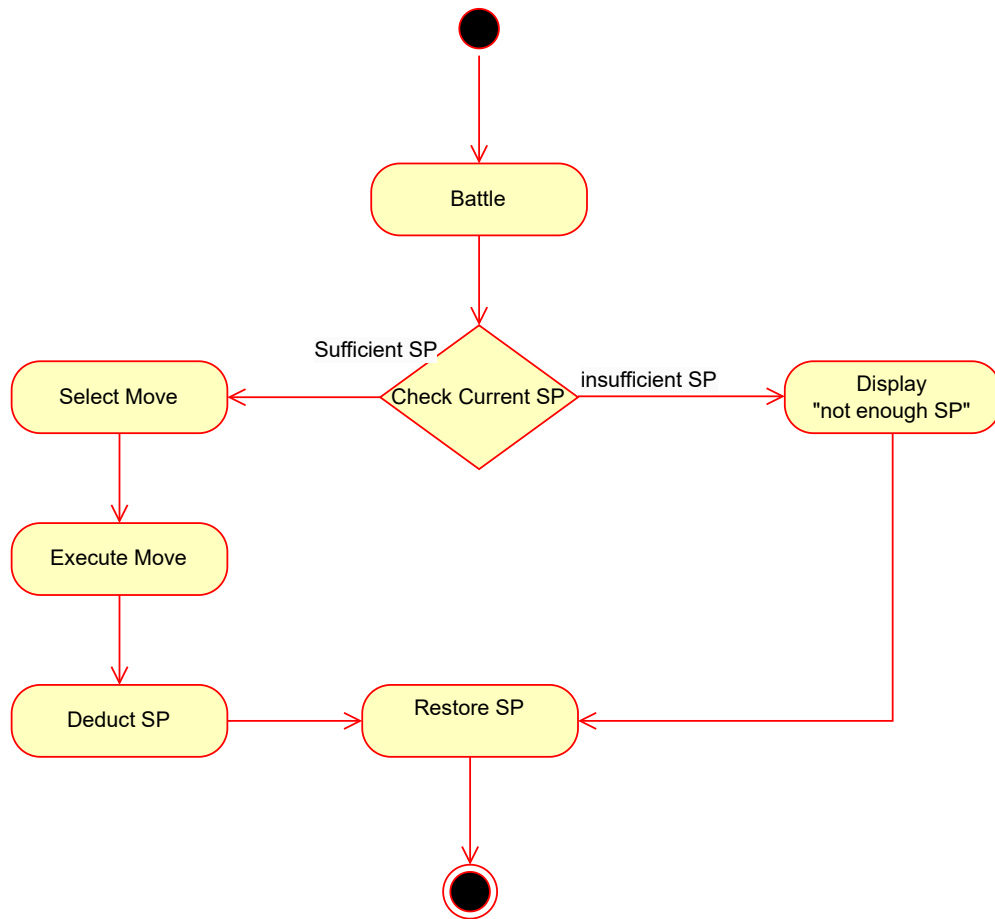 Battle
Sufficient SP
Select Move
Check Current SP
insufficient SP
Display
"not enough SP"
Execute Move
Deduct SP
Restore SP